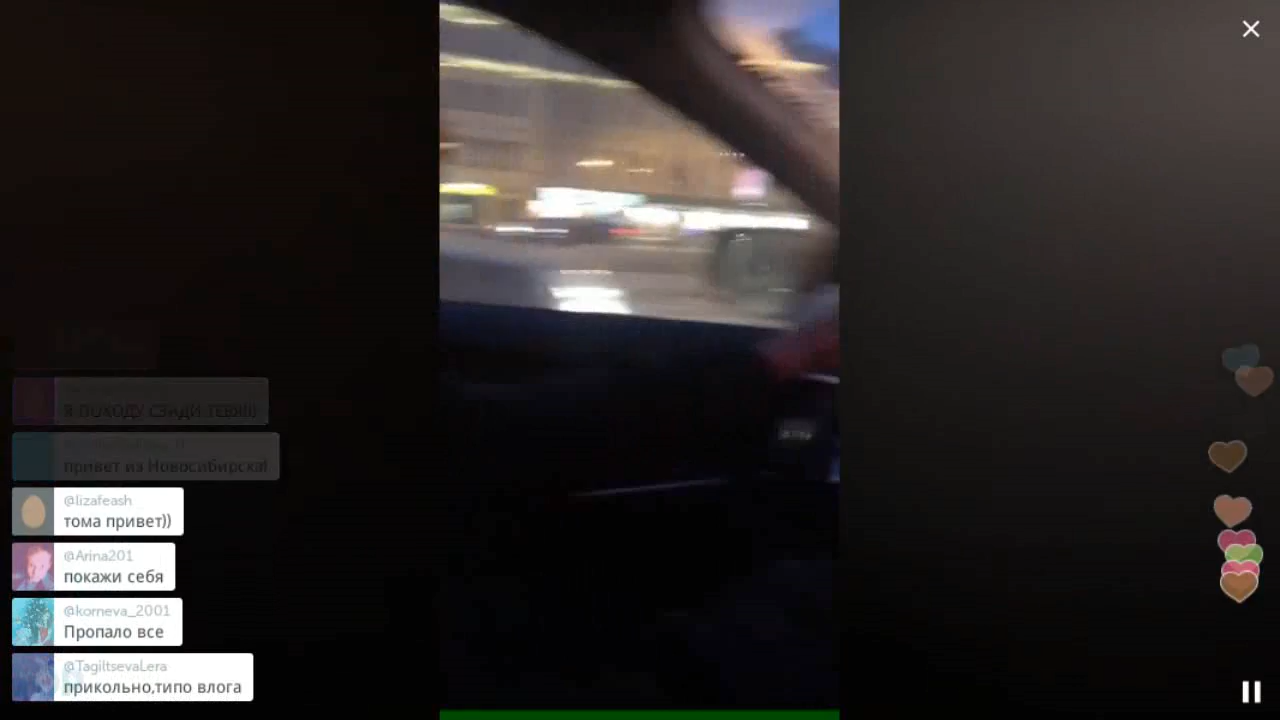 Я ПОХОДУ СЗАДИ ТЕБЯ)))
привет из Новосибирска!
@lizafeash
тома привет))
@Arina201
покажи себя
@korneva_2001
Пропало все
@TagiltsevaLera
прикольно,типо влога